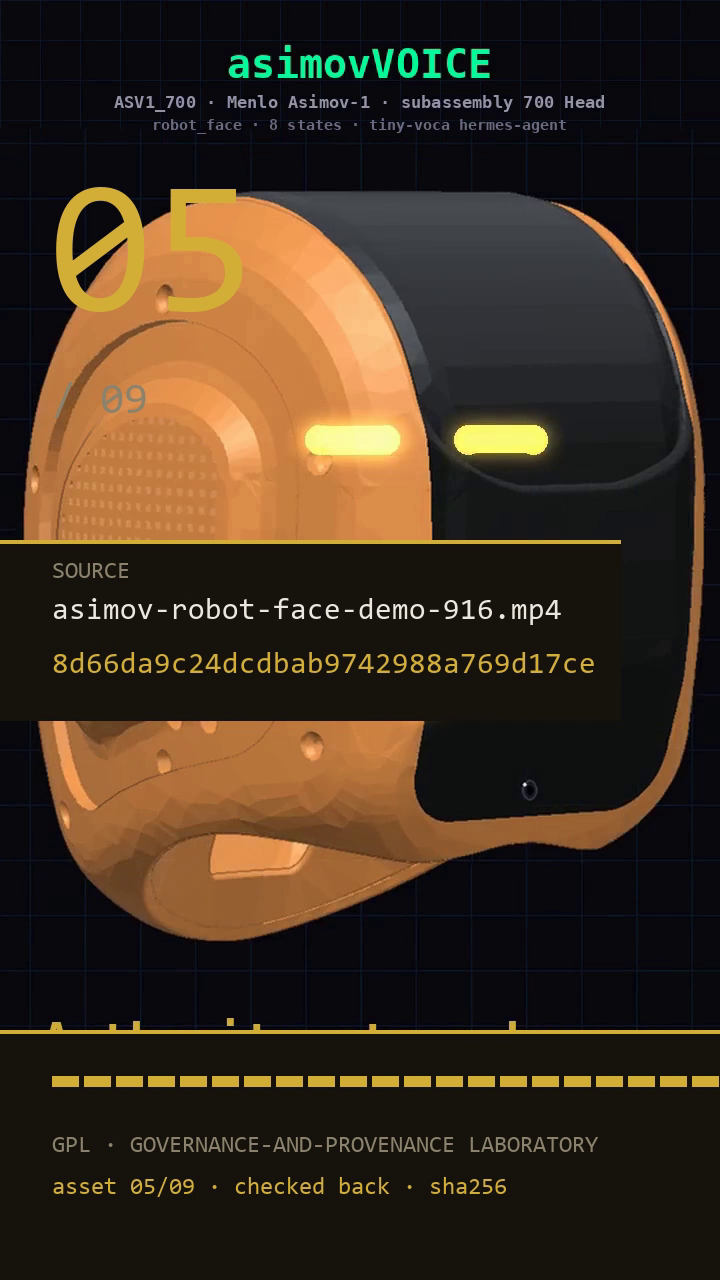 asimovVOICE
ASV1_700 · Menlo Asimov-1 · subassembly 700 Head
robot_face · 8 states · tiny-voca hermes-agent
05
/ 09
SOURCE
asimov-robot-face-demo-916.mp4
8d66da9c24dcdbab9742988a769d17ce
GPL · GOVERNANCE-AND-PROVENANCE LABORATORY
asset 05/09 · checked back · sha256